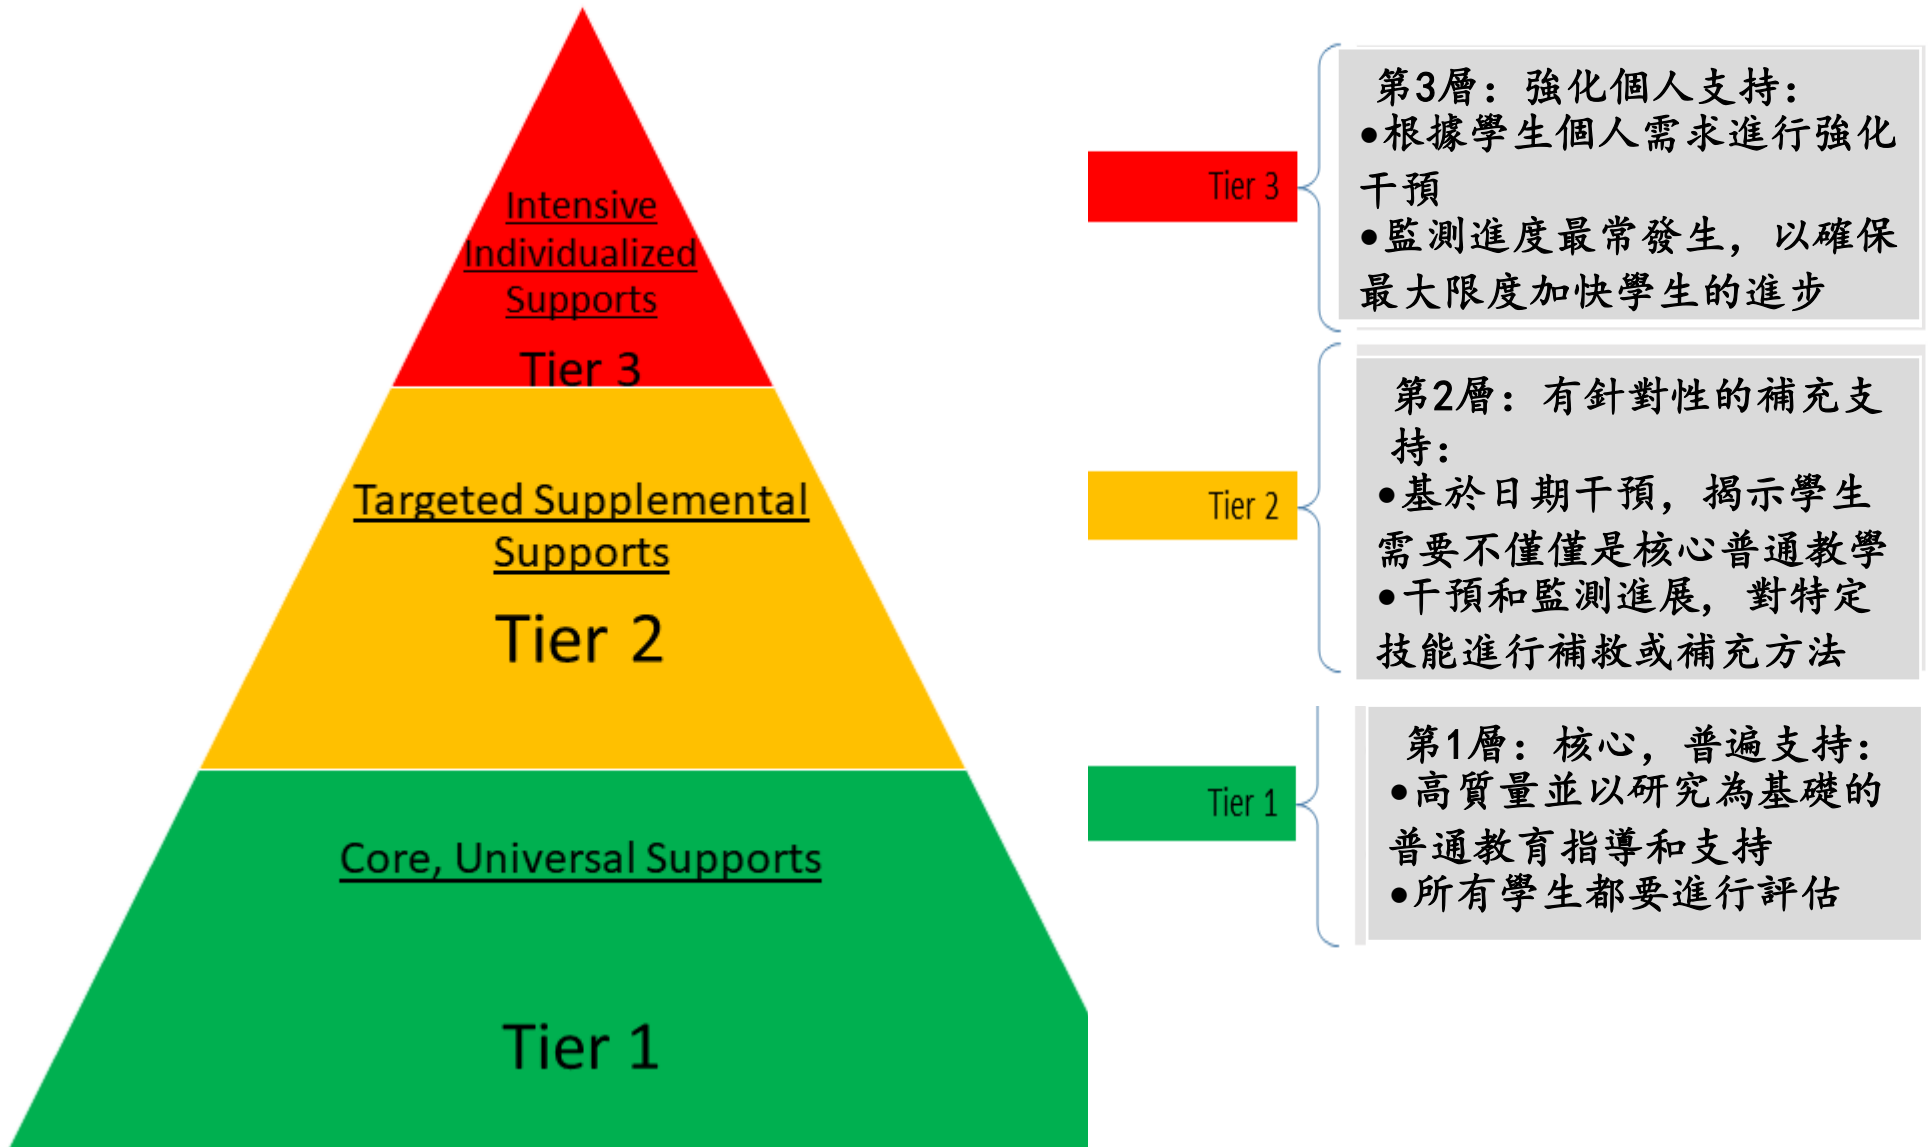 Intensive
Individualized
Supports
Tier 3
Targeted Supplemental
Supports
Tier 2
Core, Universal Supports
Tier 1
Tier 3
第3層：強化個人支持：
•根據學生個人需求進行強化
干預
•監測進度最常發生，以確保
最大限度加快學生的進步
Tier 2
第2層：有針對性的補充支
持：
•基於日期干預，揭示學生
需要不僅僅是核心普通教學
•干預和監測進展，對特定
技能進行補救或補充方法
Tier 1
第1層：核心，普遍支持：
•高質量並以研究為基礎的
普通教育指導和支持
•所有學生都要進行評估